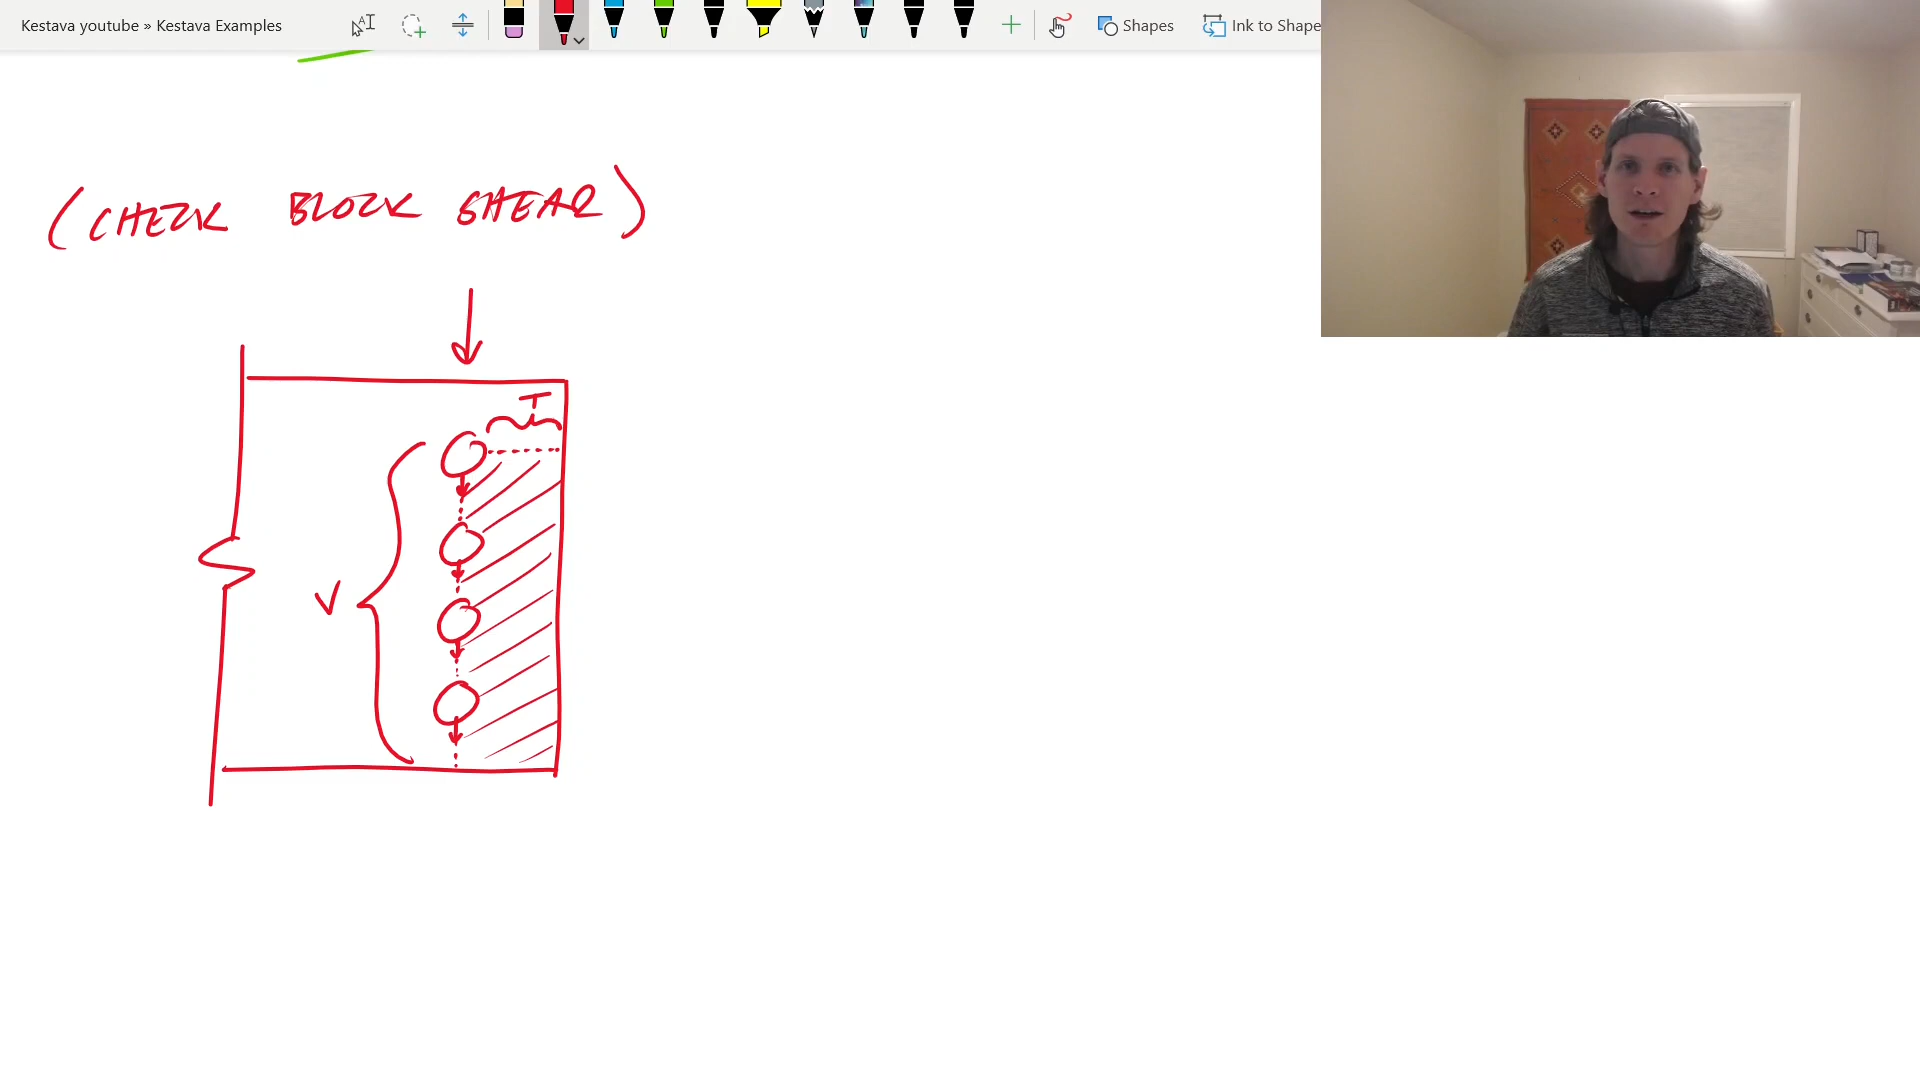 Kestava youtube » Kestava Examples
Shapes
Ink to Shape
(CHECK BLOCK SHEAR)
T
V